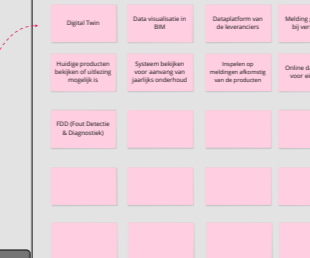 Digital Twin
Data visualisatie in
BIM
Dataplatform van
de leveranciers
Melding
bij ver
Huidige producten
bekijken of uitlezing
mogelijk is
Systeem bekijken
voor aanvang van
jaarlijks onderhoud
Inspelen op
meldingen afkomstig
van de producten
Online d
voor ei
FDD (Fout Detectie
& Diagnostiek)